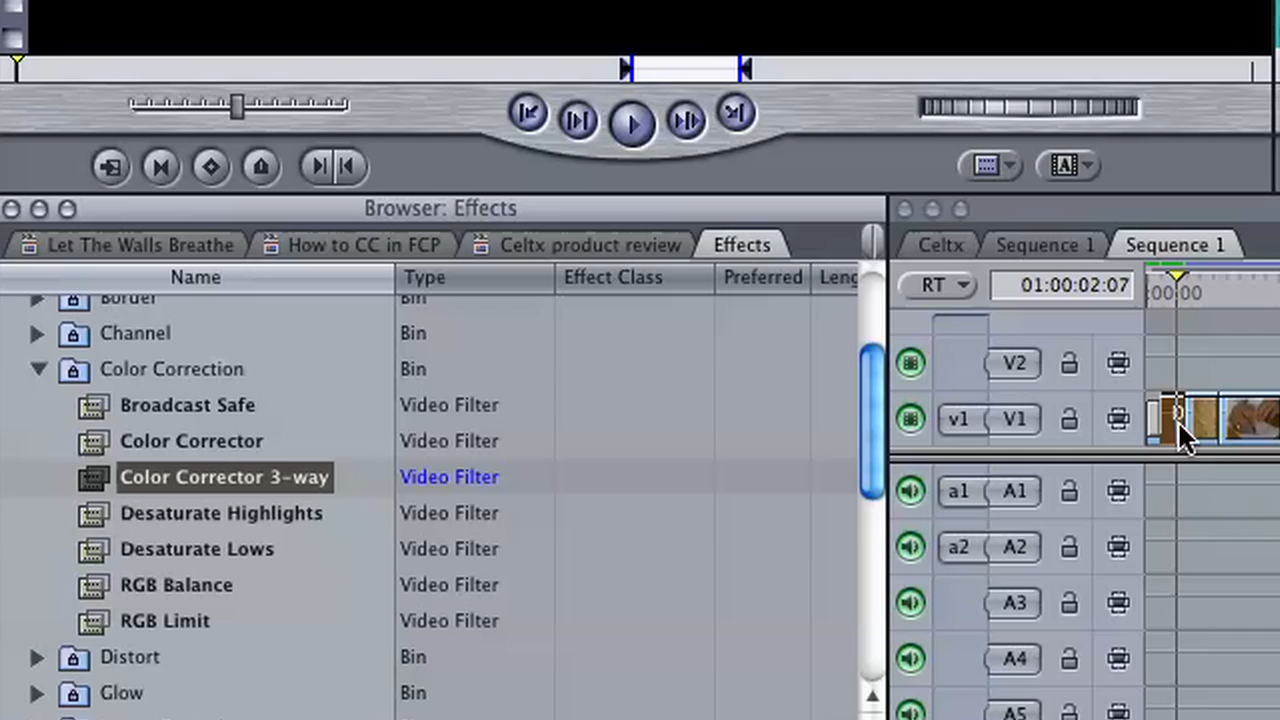 A
Browser: Effects
Let The Walls Breathe How to CC in FCP Celtx product review Effects
Celtx Sequence 1 Sequence 1
Name Type Effect Class Preferred Leng
RT 01:00:02:07 :00:00
Border Bin
Channel Bin
Color Correction Bin
V2
Broadcast Safe Video Filter
v1 V1
Color Corrector Video Filter
Color Corrector 3-way Video Filter
a1 A1
Desaturate Highlights Video Filter
Desaturate Lows Video Filter
a2 A2
RGB Balance Video Filter
A3
RGB Limit Video Filter
Distort Bin
A4
Glow Bin
A5